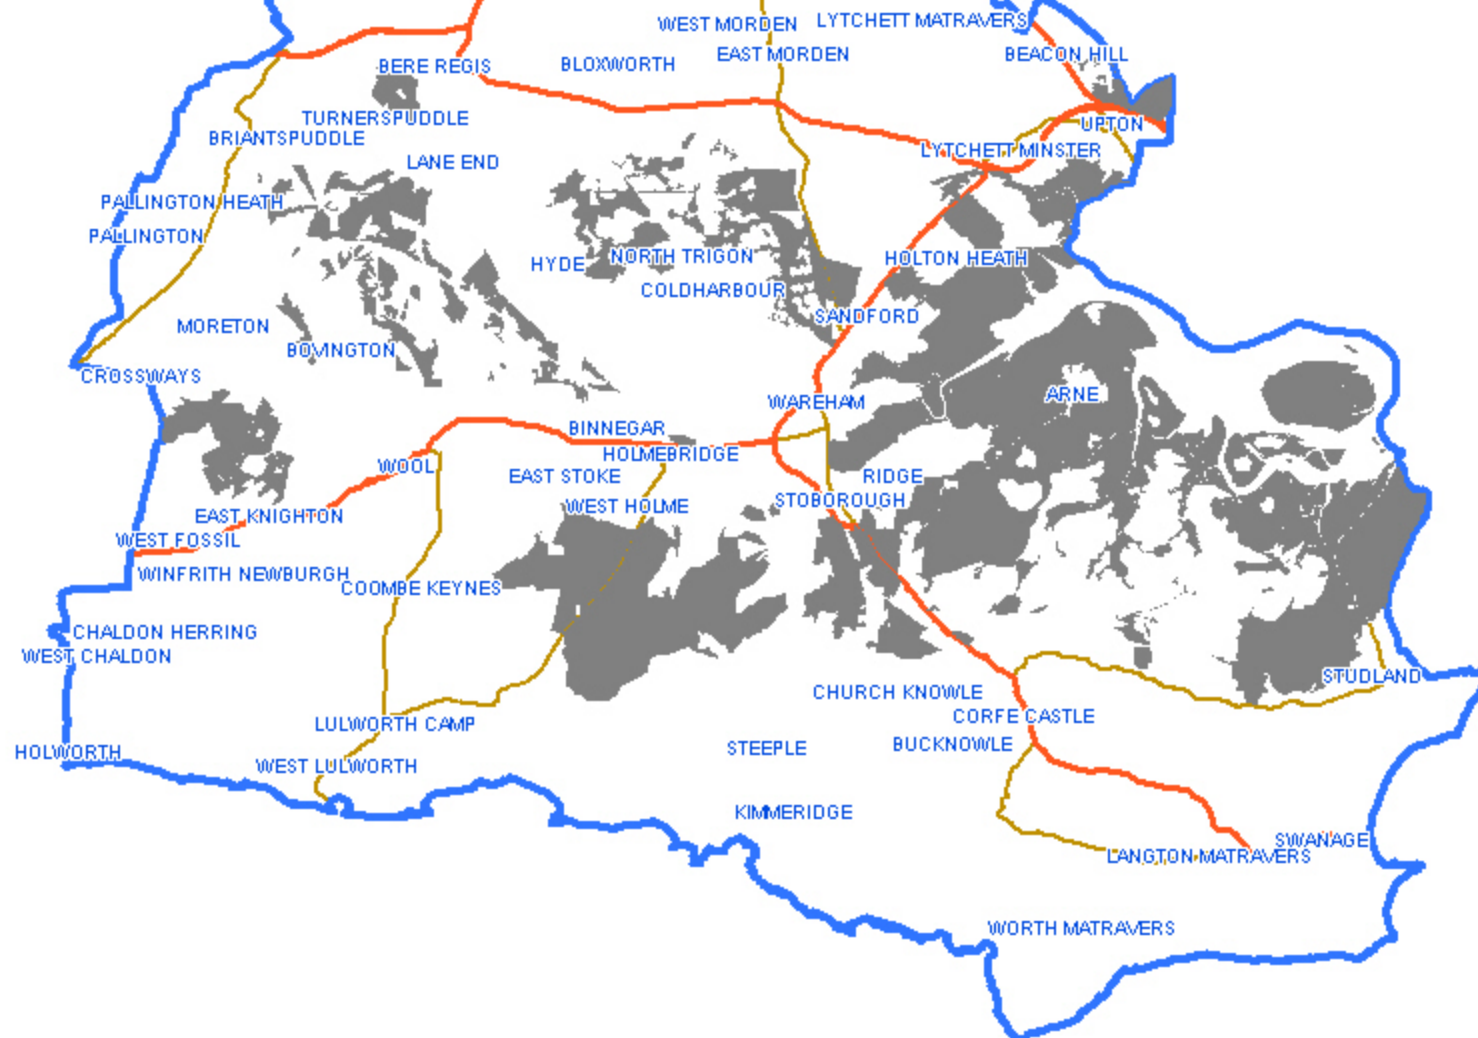 LYTCHETT MATRAVERS
WEST MORDEN
EAST MORDEN
BEACON HILL
BERE REGIS
BLOXWORTH
TURNERSPUDDLE
UPTON
BRIANTSPUDDLE
LYTCHETT MINSTER
LANE END
PALLINGTON HEATH
PALLINGTON
HYDE
NORTH TRIGON
HOLTON HEATH
COLDHARBOUR
SANDFORD
MORETON
BOVINGTON
CROSSWAYS
ARNE
WAREHAM
BINNEGAR
HOLMEBRIDGE
WOOL
EAST STOKE
RIDGE
STOBOROUGH
WEST HOLME
EAST KNIGHTON
WEST FOSSIL
WINFRITH NEWBURGH
COOMBE KEYNES
CHALDON HERRING
WEST CHALDON
STUDLAND
CHURCH KNOWLE
CORFE CASTLE
LULWORTH CAMP
BUCKNOWLE
STEEPLE
HOLWORTH
WEST LULWORTH
KIMMERIDGE
SWANAGE
LANGTON MATRAVERS
WORTH MATRAVERS